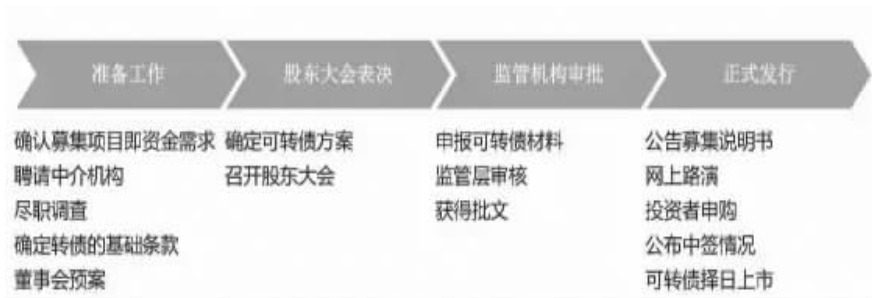 准备工作
股东大会表决
监管机构审批
正式发行
确认募集项目即资金需求
聘请中介机构
尽职调查
确定转债的基础条款
董事会预案
确定可转债方案
召开股东大会
申报可转债材料
监管层审核
获得批文
公告募集说明书
网上路演
投资者申购
公布中签情况
可转债择日上市